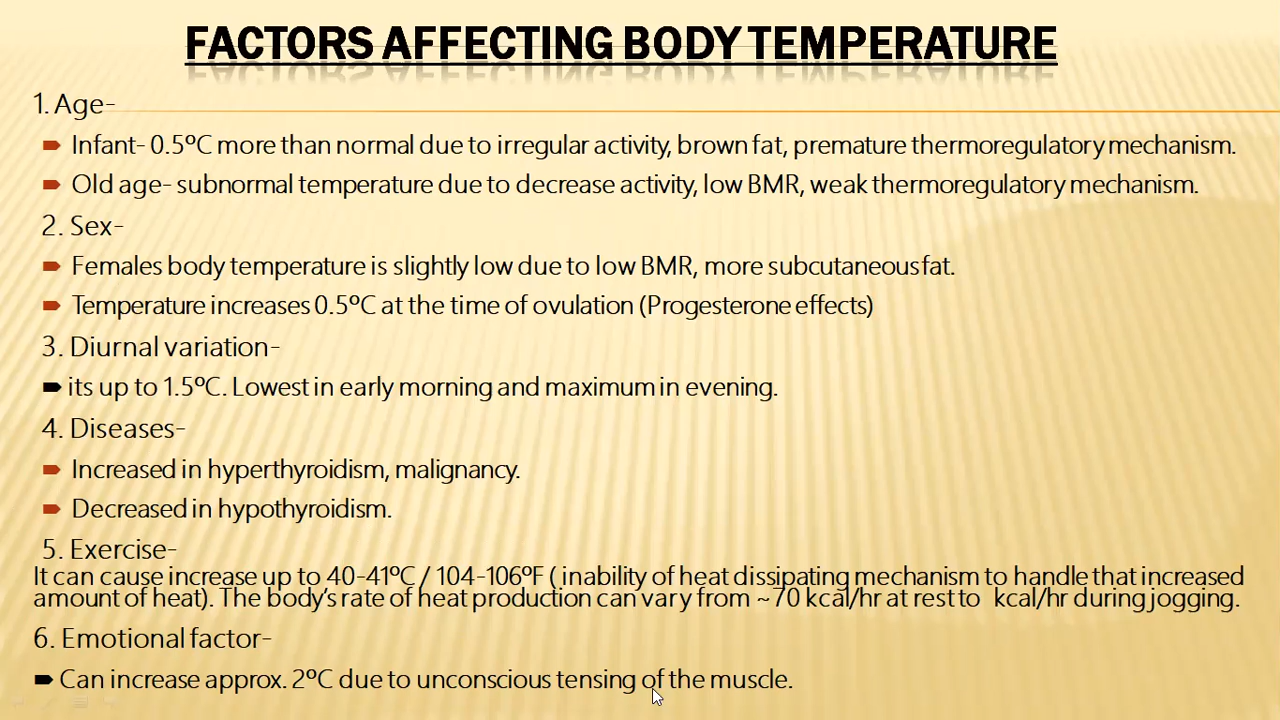 FACTORS AFFECTING BODY TEMPERATURE
1. Age-
Infant- 0.5ºC more than normal due to irregular activity, brown fat, premature thermoregulatory mechanism.
Old age- subnormal temperature due to decrease activity, low BMR, weak thermoregulatory mechanism.
2. Sex-
Females body temperature is slightly low due to low BMR, more subcutaneous fat.
Temperature increases 0.5ºC at the time of ovulation (Progesterone effects)
3. Diurnal variation-
its up to 1.5ºC. Lowest in early morning and maximum in evening.
4. Diseases-
Increased in hyperthyroidism, malignancy.
Decreased in hypothyroidism.
5. Exercise-
It can cause increase up to 40-41ºC / 104-106ºF ( inability of heat dissipating mechanism to handle that increased
amount of heat). The body's rate of heat production can vary from ~70 kcal/hr at rest to kcal/hr during jogging.
6. Emotional factor-
Can increase approx. 2ºC due to unconscious tensing of the muscle.